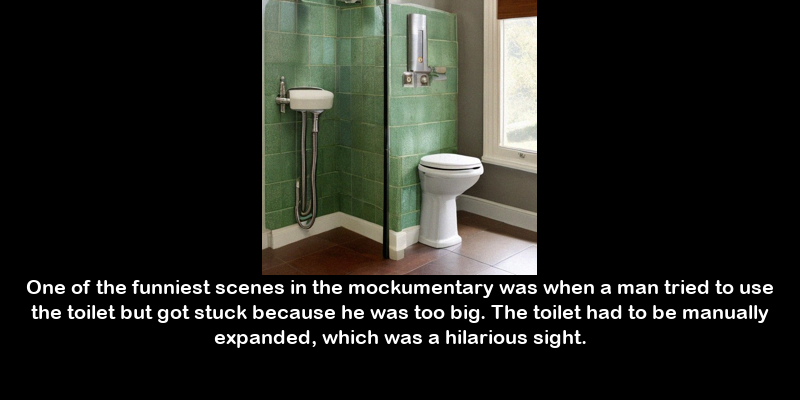 One of the funniest scenes in the mockumentary was when a man tried to use
the toilet but got stuck because he was too big. The toilet had to be manually
expanded, which was a hilarious sight.